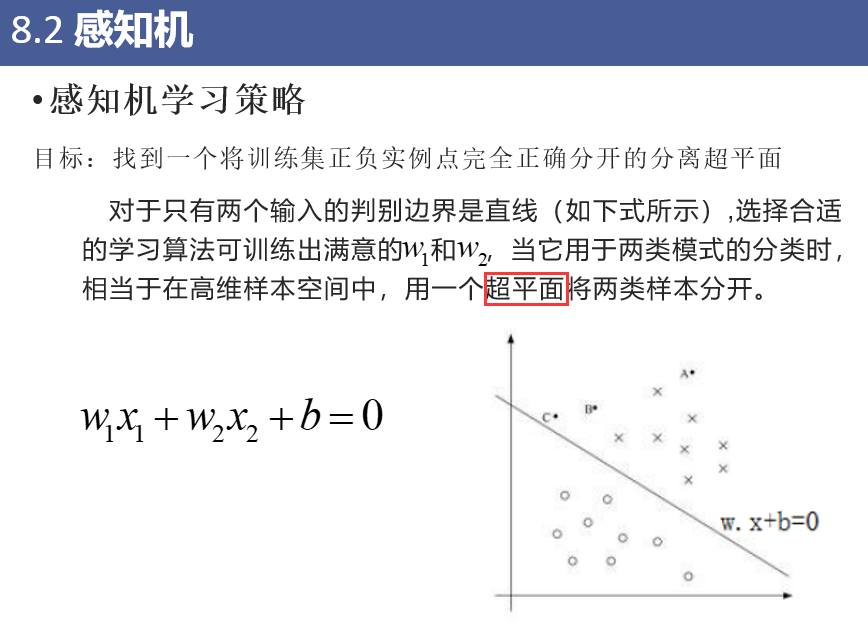 8.2 感知机
•感知机学习策略
目标：找到一个将训练集正负实例点完全正确分开的分离超平面
对于只有两个输入的判别边界是直线（如下式所示）,选择合适
的学习算法可训练出满意的w₁和w₂，当它用于两类模式的分类时，
相当于在高维样本空间中，用一个超平面将两类样本分开。
w₁x₁ + w₂x₂ + b = 0
A
B
C
w. x+b=0